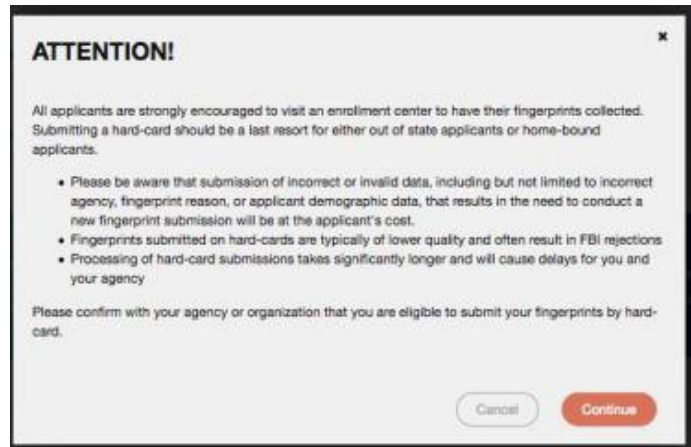 ATTENTION!
All applicants are strongly encouraged to visit an enrollment center to have their fingerprints collected.
Submitting a hard-card should be a last resort for either out of state applicants or home-bound
applicants.
• Please be aware that submission of incorrect or invalid data, including but not limited to incorrect
agency, fingerprint reason, or applicant demographic data, that results in the need to conduct a
new fingerprint submission will be at the applicant's cost.
• Fingerprints submitted on hard-cards are typically of lower quality and often result in FBI rejections
• Processing of hard-card submissions takes significantly longer and will cause delays for you and
your agency
Please confirm with your agency or organization that you are eligible to submit your fingerprints by hard-
card.
Cancel
Continue